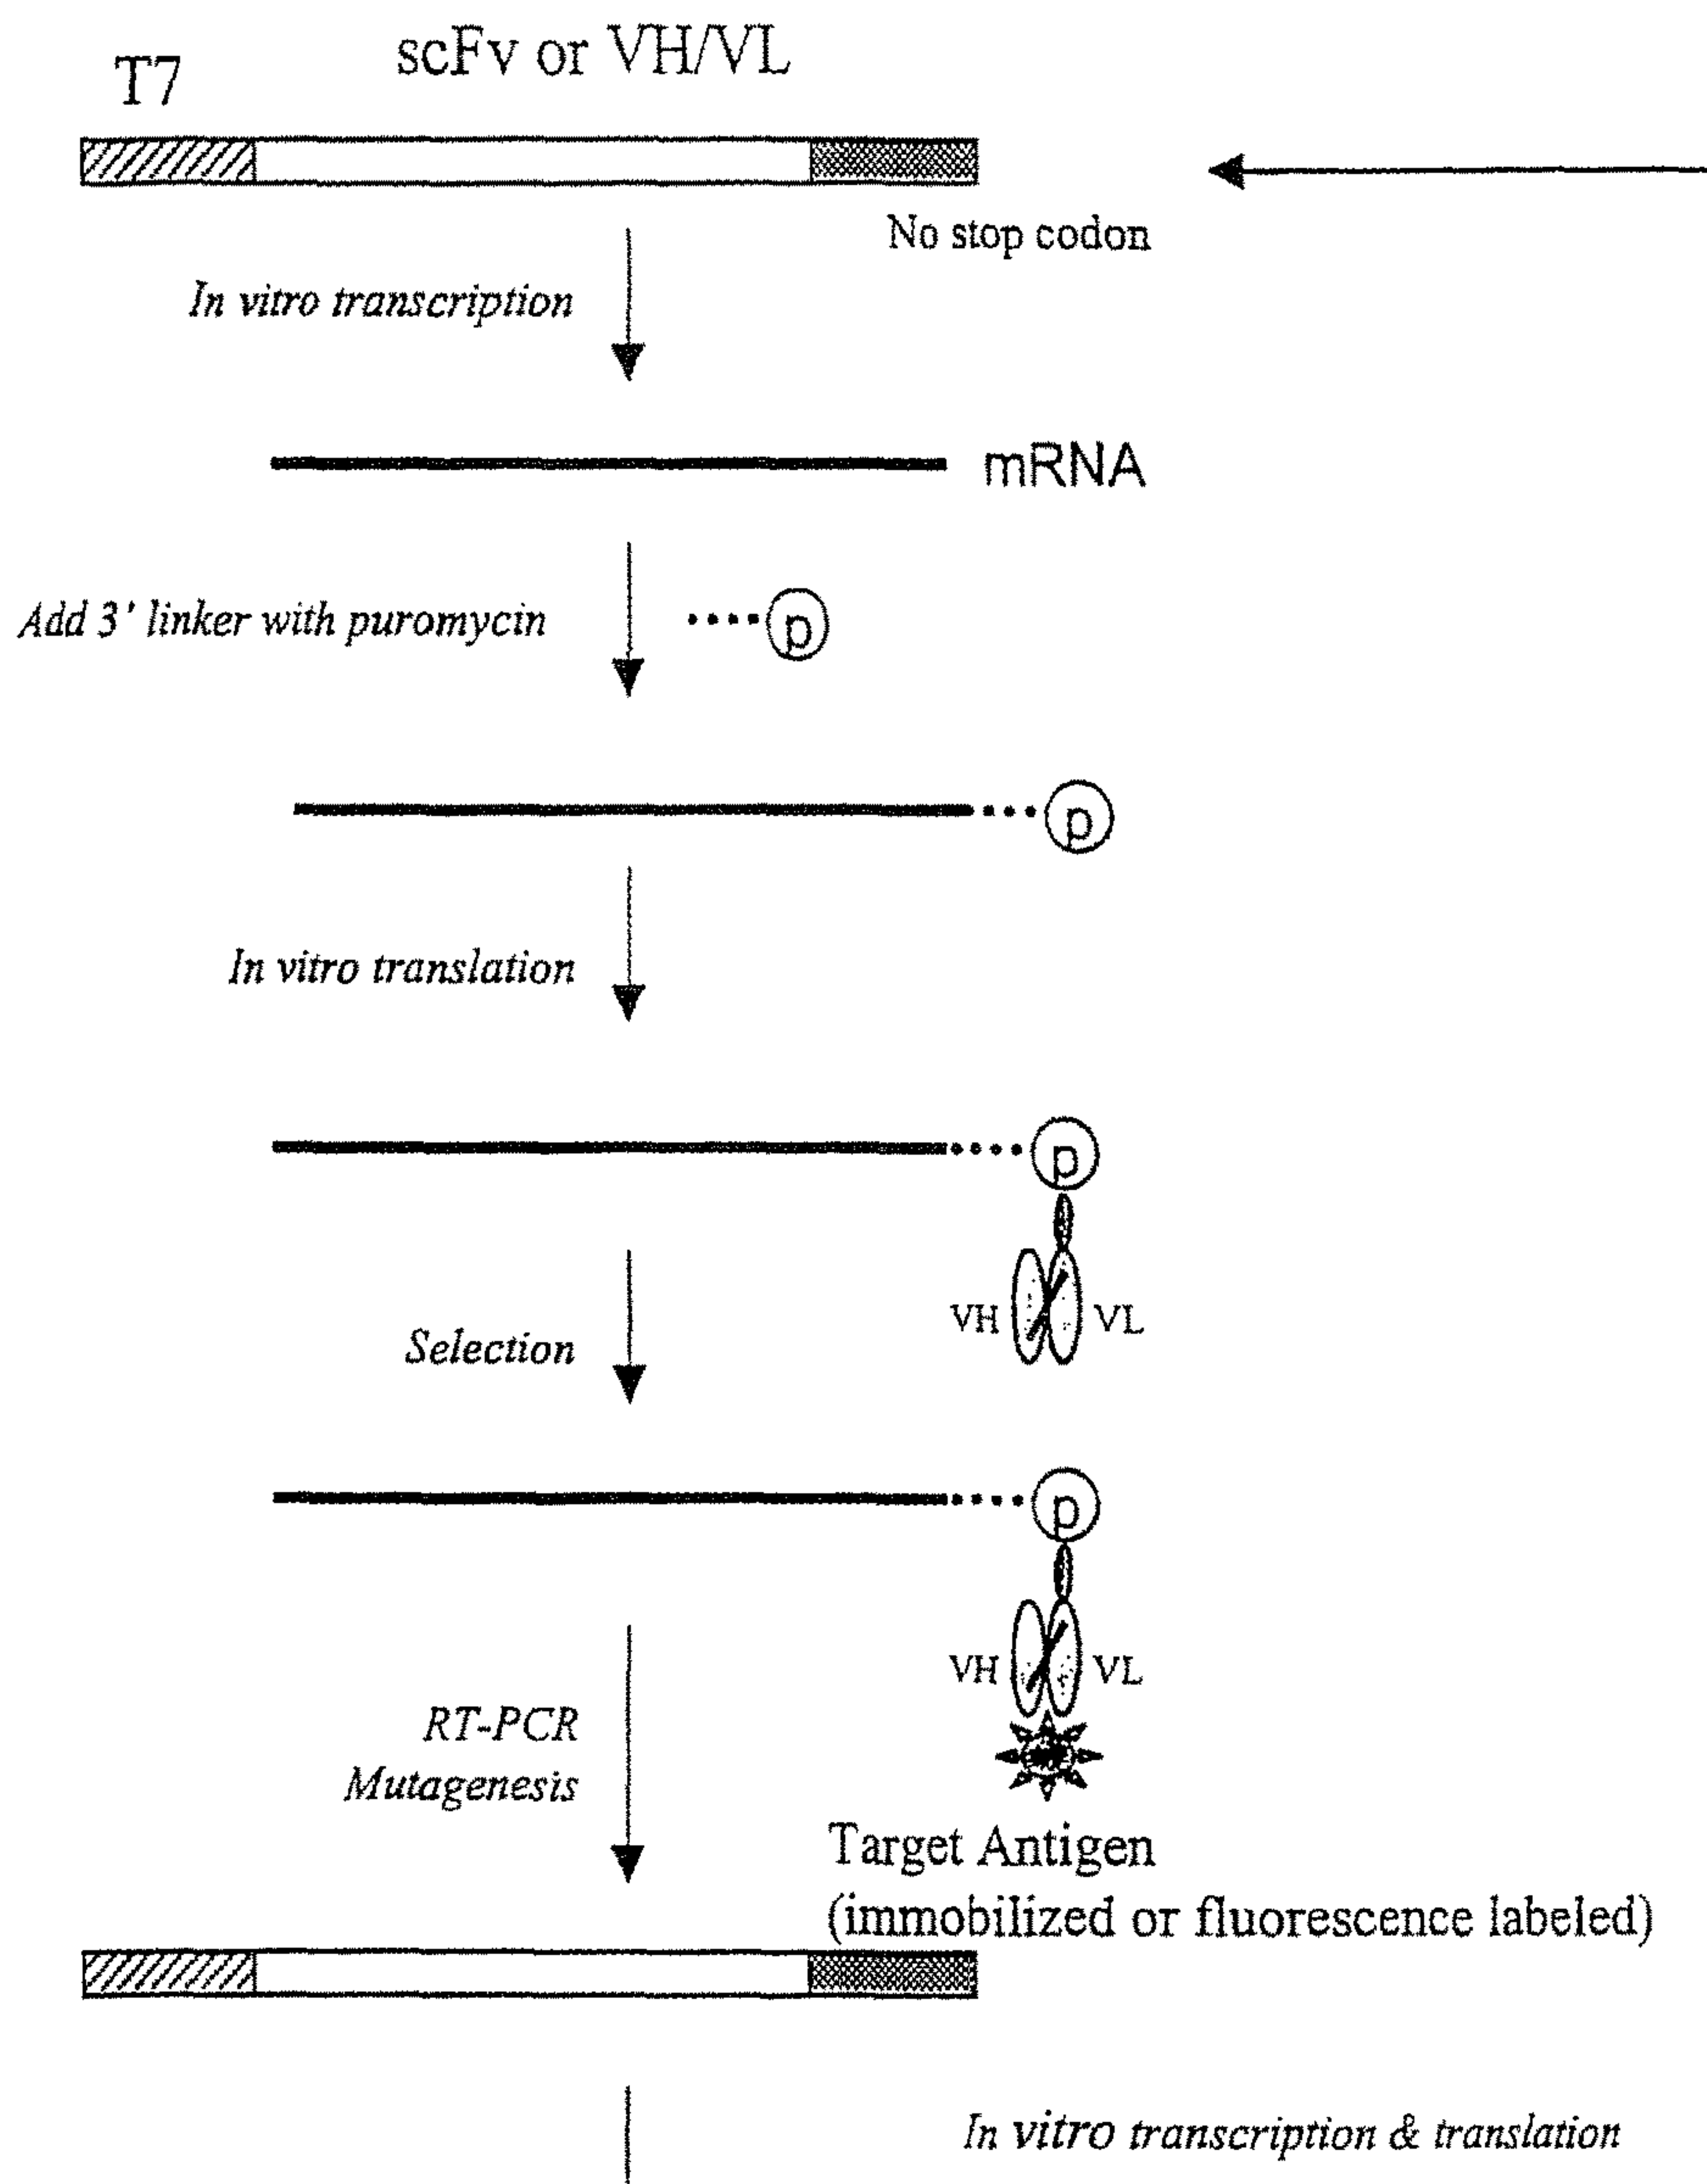 scFv or VH/VL
T7
No stop codon
In vitro transcription
mRNA
Add 3' linker with puromycin
p
p
In vitro translation
p
VH VL
Selection
p
VH VL
RT-PCR
Mutagenesis
Target Antigen
(immobilized or fluorescence labeled)
In vitro transcription & translation